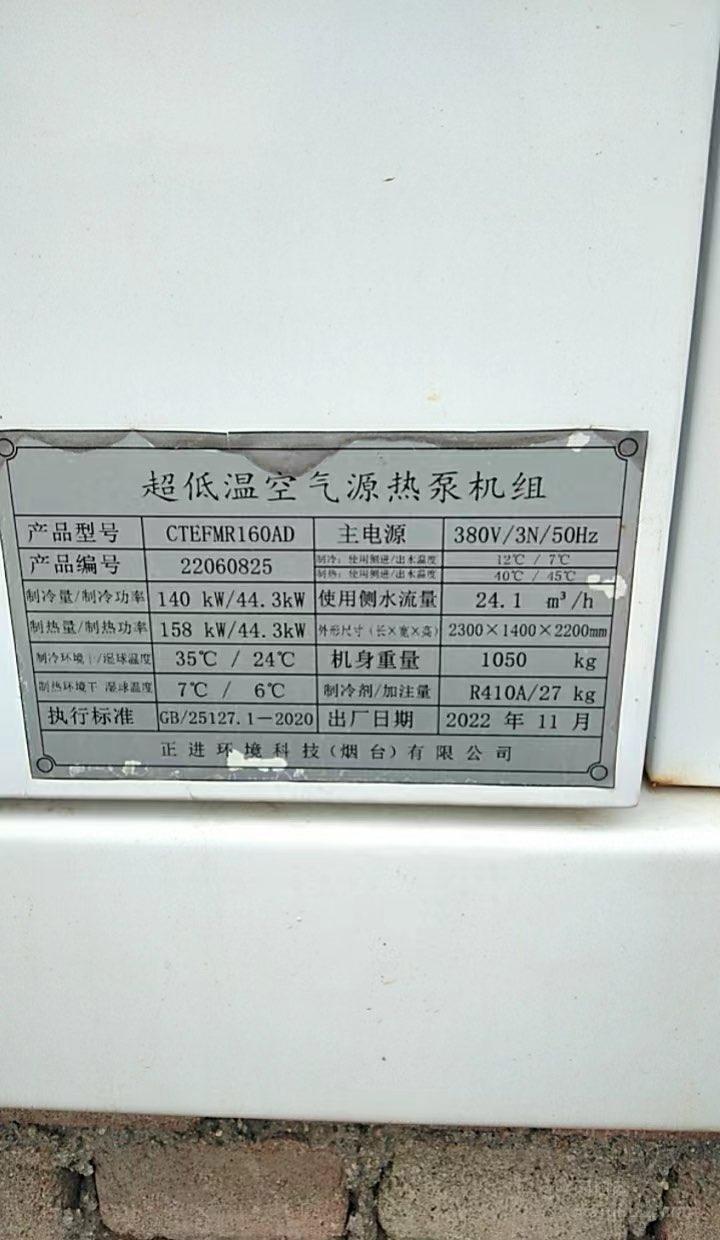 超低温空气源热泵机组
产品型号 CTEFMR160AD 主电源 380V/3N/50Hz
产品编号 22060825 制冷：使用侧进/出水温度 12℃ / 7℃
制热：使用侧进/出水温度 40℃ / 45℃
制冷量/制冷功率 140 kW/44.3kW 使用侧水流量 24.1 m³/h
制热量/制热功率 158 kW/44.3kW 外形尺寸（长×宽×高） 2300×1400×2200mm
制冷环境干/湿球温度 35℃ / 24℃ 机身重量 1050 kg
制热环境干 湿球温度 7℃ / 6℃ 制冷剂/加注量 R410A/27 kg
执行标准 GB/25127.1-2020 出厂日期 2022 年 11 月
正进环境科技（烟台）有限公司